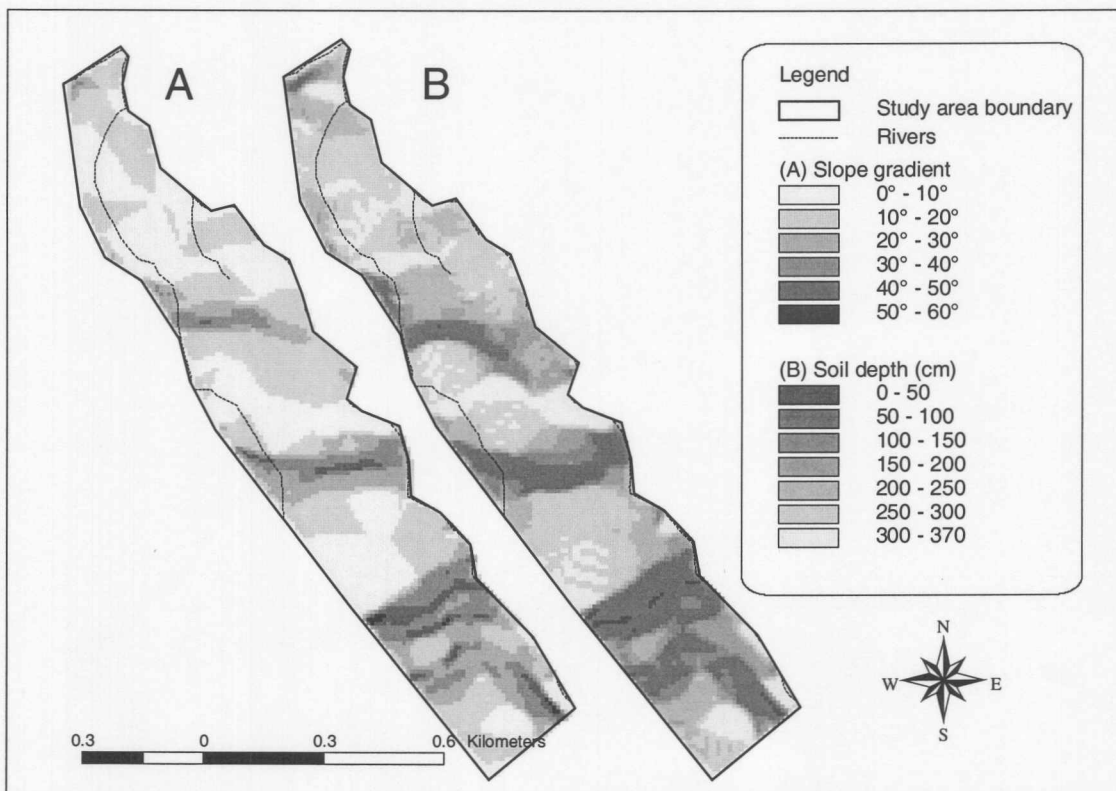 A
B
Legend
Study area boundary
Rivers
(A) Slope gradient
0° - 10°
10° - 20°
20° - 30°
30° - 40°
40° - 50°
50° - 60°
(B) Soil depth (cm)
0 - 50
50 - 100
100 - 150
150 - 200
200 - 250
250 - 300
300 - 370
N
W E
S
0.3 0 0.3 0.6 Kilometers